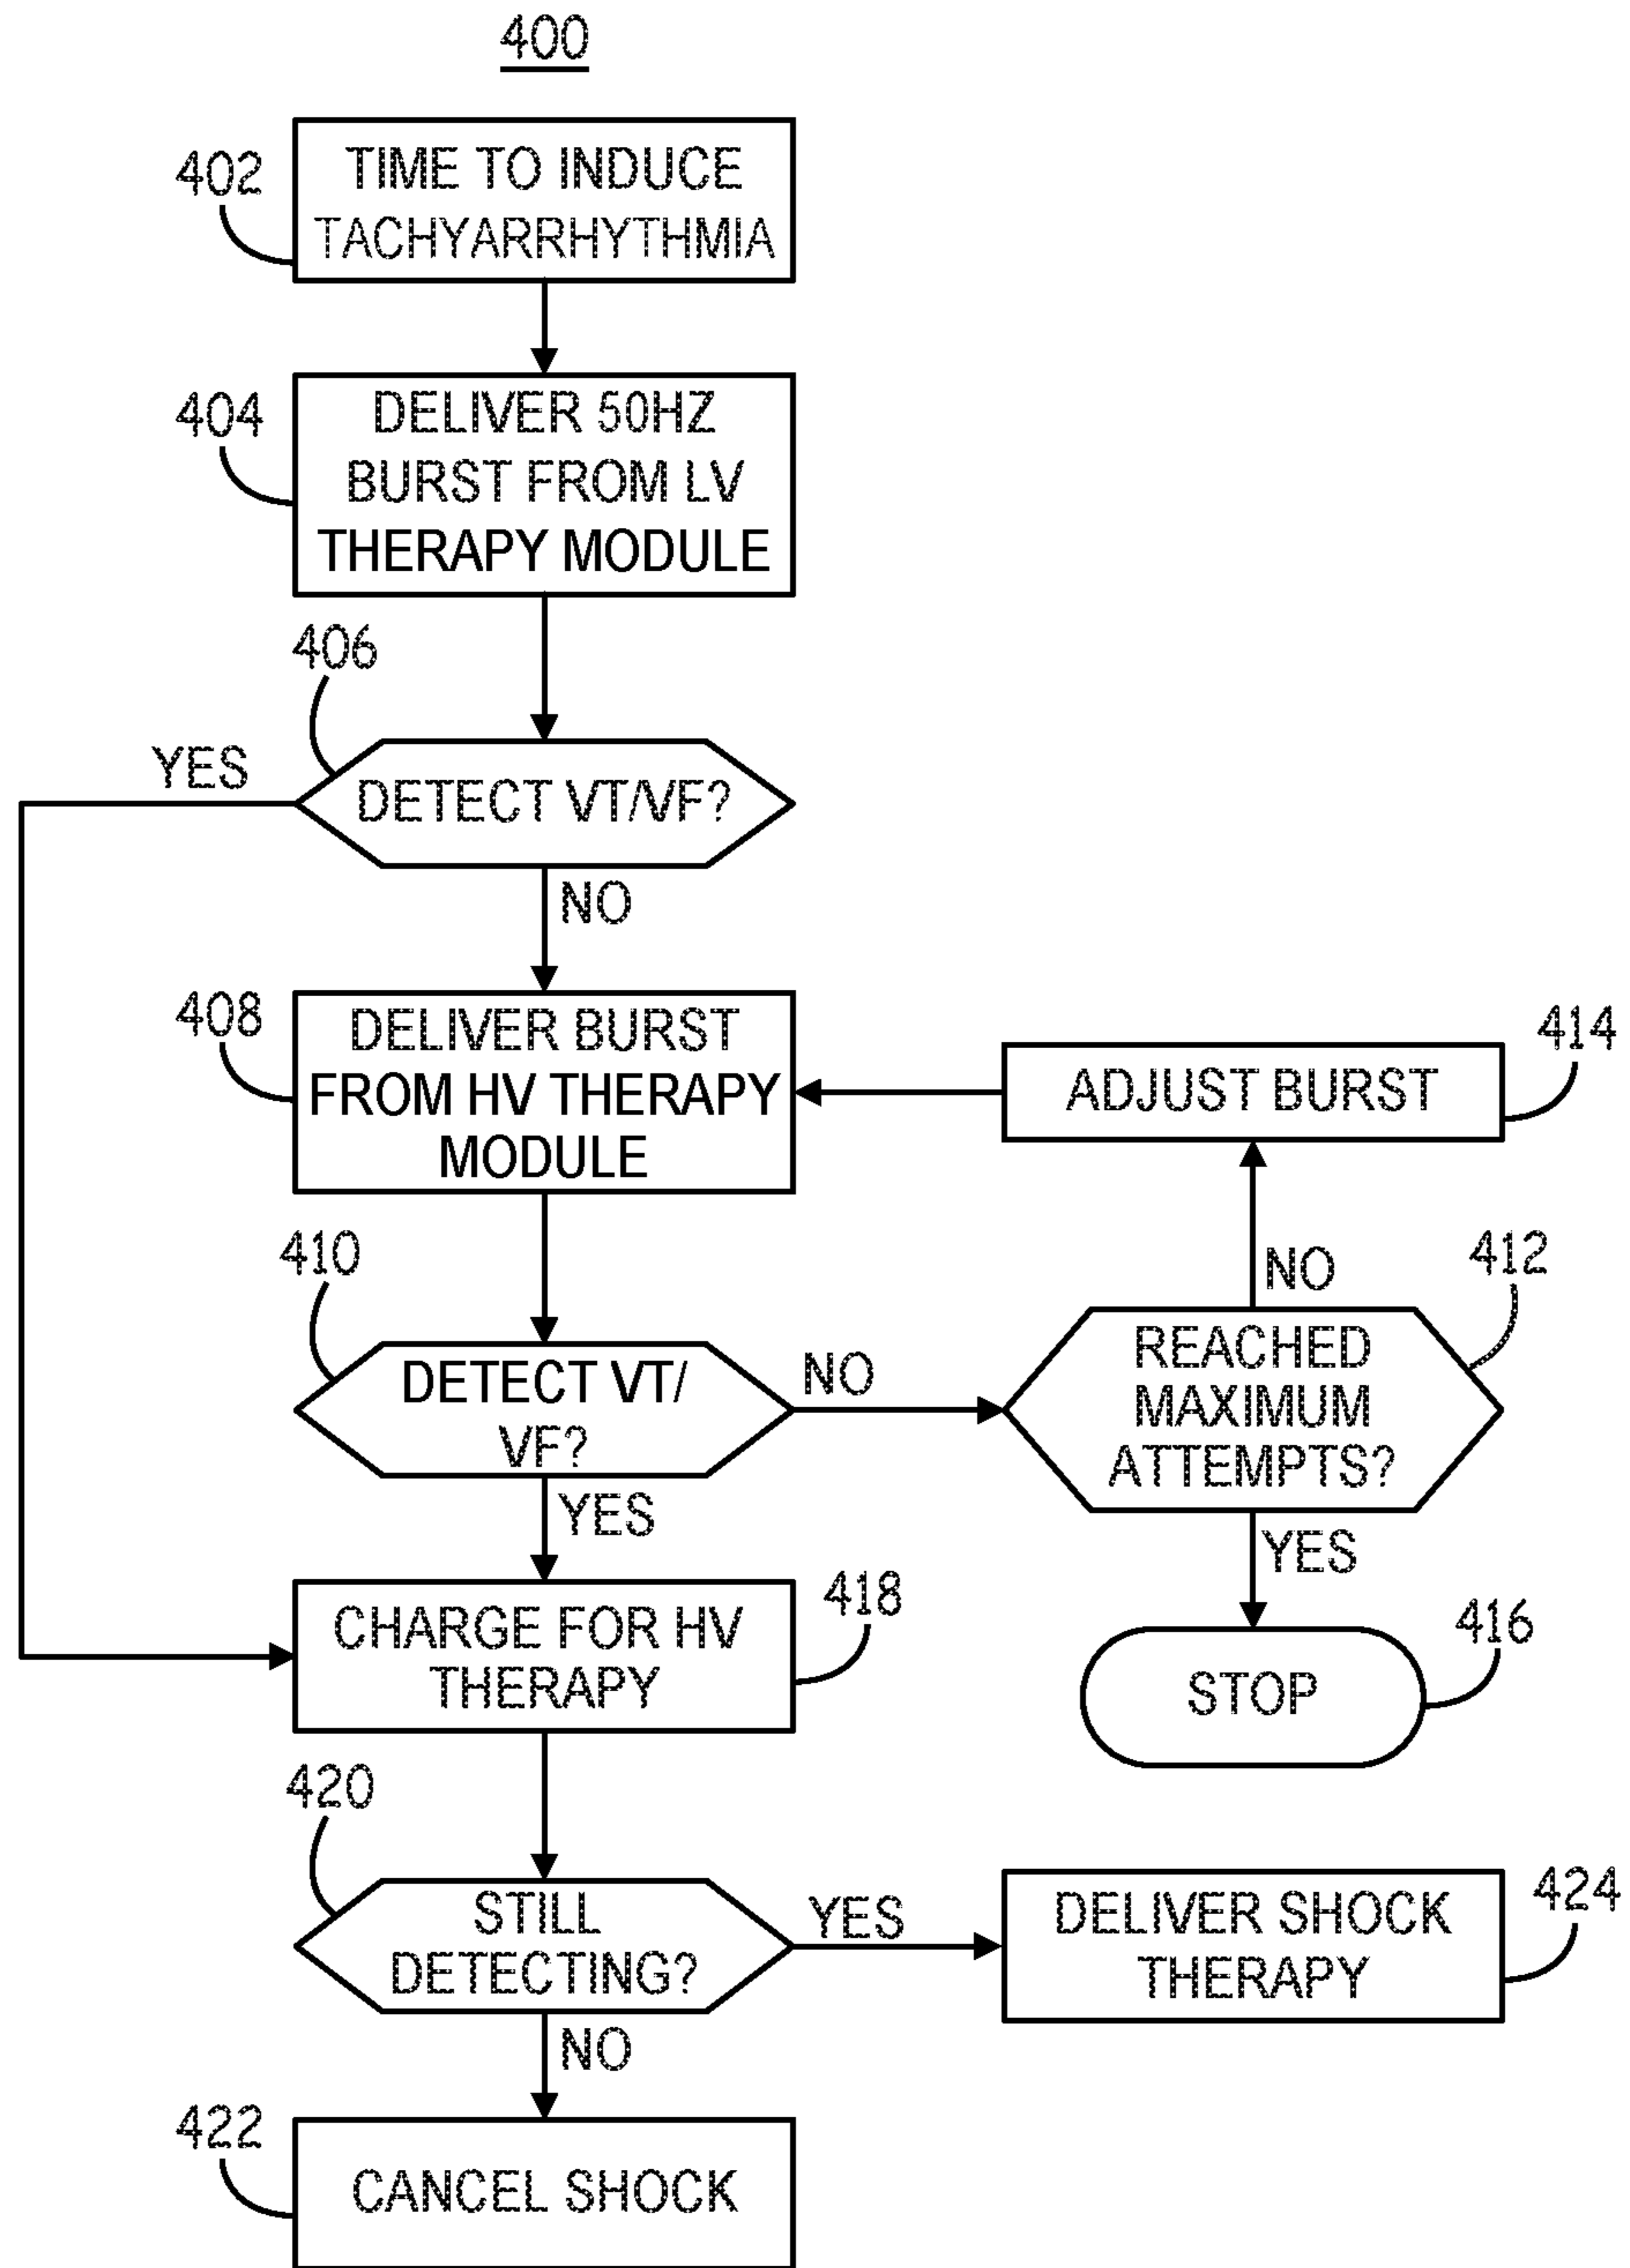 400
402
TIME TO INDUCE
TACHYARRHYTHMIA
404
DELIVER 50HZ
BURST FROM LV
THERAPY MODULE
406
YES
DETECT VT/VF?
NO
408
DELIVER BURST
FROM HV THERAPY
MODULE
414
ADJUST BURST
410
NO
412
DETECT VT/
VF?
NO
REACHED
MAXIMUM
ATTEMPTS?
YES
YES
418
CHARGE FOR HV
THERAPY
416
STOP
420
STILL
DETECTING?
YES
424
DELIVER SHOCK
THERAPY
NO
422
CANCEL SHOCK